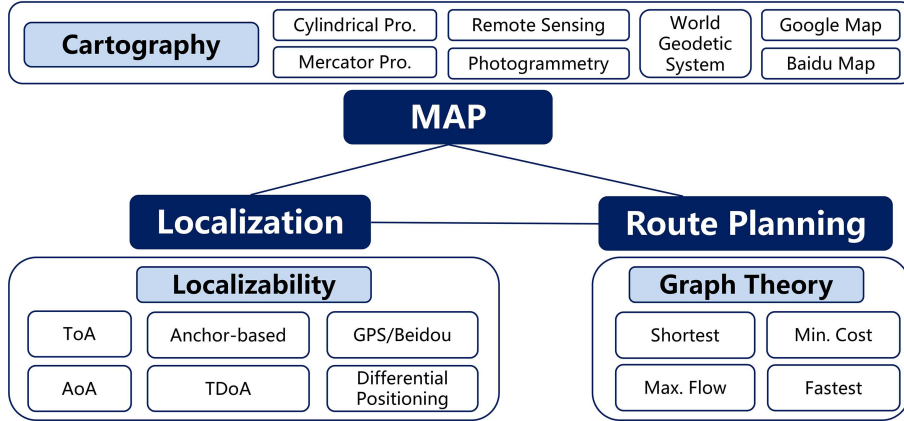 Cartography
Cylindrical Pro.
Remote Sensing
World
Geodetic
System
Google Map
Mercator Pro.
Photogrammetry
Baidu Map
MAP
Localization
Route Planning
Localizability
ToA
Anchor-based
GPS/Beidou
AoA
TDoA
Differential
Positioning
Graph Theory
Shortest
Min. Cost
Max. Flow
Fastest